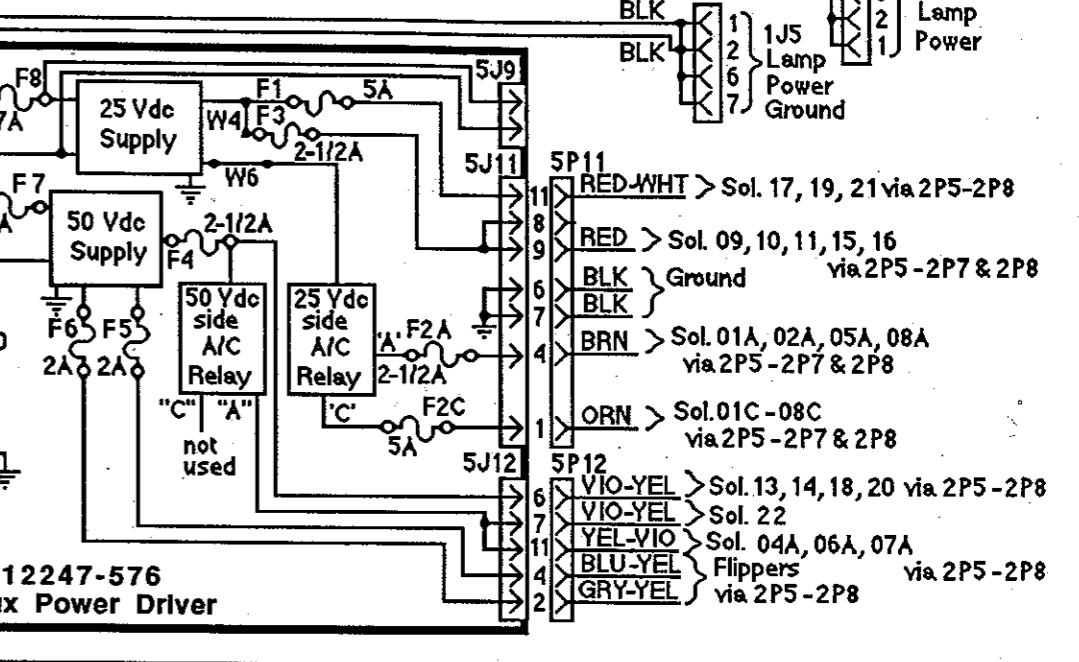 BLK
BLK
1
2
6
7
1J5
Lamp
Power
Ground
2
1
Lamp
Power
F8
7A
25 Vdc
Supply
W4
F1
5A
F3
2-1/2A
W6
5J9
5J11
5P11
11
RED-WHT
Sol. 17, 19, 21 via 2P5-2P8
8
9
RED
Sol. 09, 10, 11, 15, 16
via 2P5-2P7 & 2P8
6
BLK
7
BLK
Ground
4
BRN
Sol. 01A, 02A, 05A, 08A
via 2P5-2P7 & 2P8
1
ORN
Sol.01C-08C
via 2P5-2P7 & 2P8
F7
A
50 Vdc
Supply
F4
2-1/2A
F6
2A
F5
2A
50 Vdc
side
A/C
Relay
"C"
"A"
not
used
25 Vdc
side
A/C
Relay
'A'
F2A
2-1/2A
'C'
F2C
5A
5J12
5P12
6
VIO-YEL
Sol. 13, 14, 18, 20 via 2P5-2P8
7
VIO-YEL
Sol. 22
11
YEL-VIO
Sol. 04A, 06A, 07A
via 2P5-2P8
4
BLU-YEL
2
GRY-YEL
Flippers
via 2P5-2P8
12247-576
x Power Driver